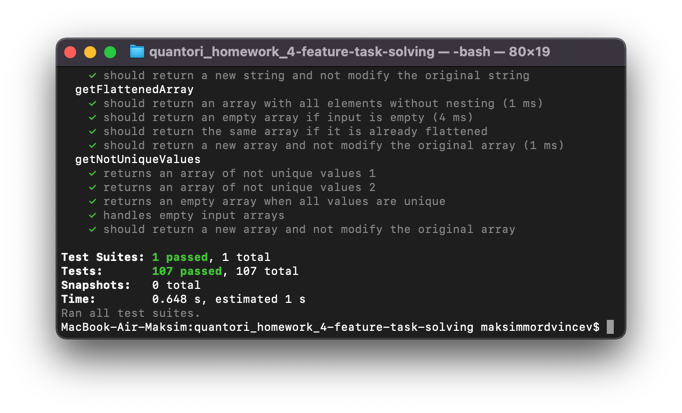 quantori_homework_4-feature-task-solving — -bash — 80×19
✓ should return a new string and not modify the original string
getFlattenedArray
✓ should return an array with all elements without nesting (1 ms)
✓ should return an empty array if input is empty (4 ms)
✓ should return the same array if it is already flattened
✓ should return a new array and not modify the original array (1 ms)
getNotUniqueValues
✓ returns an array of not unique values 1
✓ returns an array of not unique values 2
✓ returns an empty array when all values are unique
✓ handles empty input arrays
✓ should return a new array and not modify the original array
Test Suites: 1 passed, 1 total
Tests: 107 passed, 107 total
Snapshots: 0 total
Time: 0.648 s, estimated 1 s
Ran all test suites.
MacBook-Air-Maksim:quantori_homework_4-feature-task-solving maksimmordvincev$